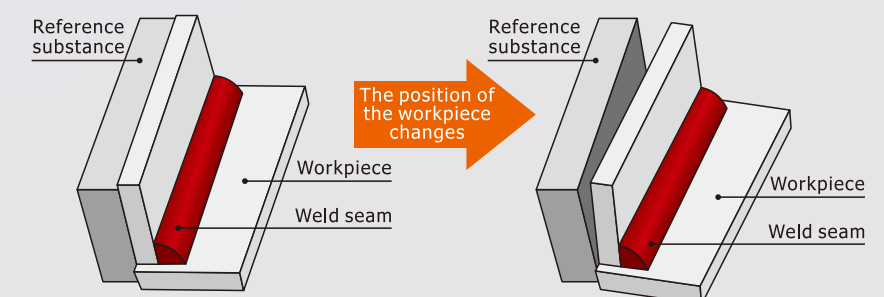 Reference
substance
Workpiece
Weld seam
The position of
the workpiece
changes
Reference
substance
Workpiece
Weld seam